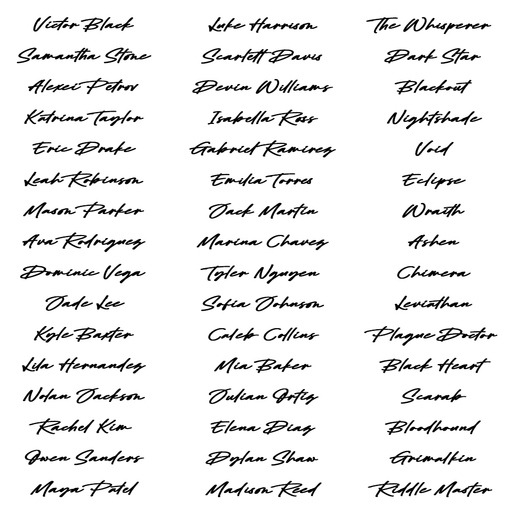 Victor Black
Samantha Stone
Alexei Petrov
Katrina Taylor
Eric Drake
Leah Robinson
Mason Parker
Ava Rodriguez
Dominic Vega
Jade Lee
Kyle Baxter
Lila Hernandez
Nolan Jackson
Rachel Kim
Owen Sanders
Maya Patel
Luke Harrison
Scarlett Davis
Devin Williams
Isabella Ross
Gabriel Ramirez
Emilia Torres
Jack Martin
Marina Chavez
Tyler Nguyen
Sofia Johnson
Caleb Collins
Mia Baker
Julian Ortiz
Elena Diaz
Dylan Shaw
Madison Reed
The Whisperer
Dark Star
Blackout
Nightshade
Void
Eclipse
Wraith
Ashen
Chimera
Leviathan
Plague Doctor
Black Heart
Scarab
Bloodhound
Grimalkin
Riddle Master